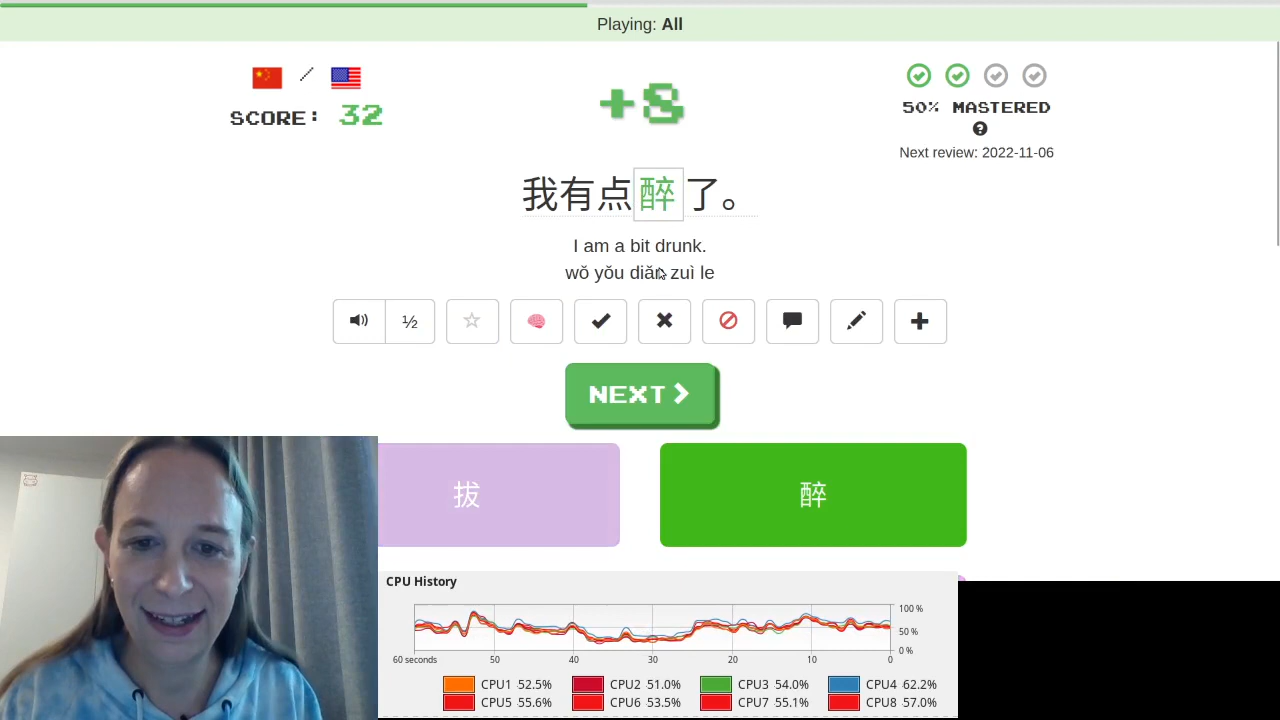 Playing: All
SCORE: 32
+8
50% MASTERED
?
Next review: 2022-11-06
我有点醉了。
I am a bit drunk.
wǒ yǒu diǎn zuì le
½
NEXT
拔
醉
CPU History
100 %
50 %
0 %
60 seconds 50 40 30 20 10 0
CPU1 52.5% CPU2 51.0% CPU3 54.0% CPU4 62.2%
CPU5 55.6% CPU6 53.5% CPU7 55.1% CPU8 57.0%